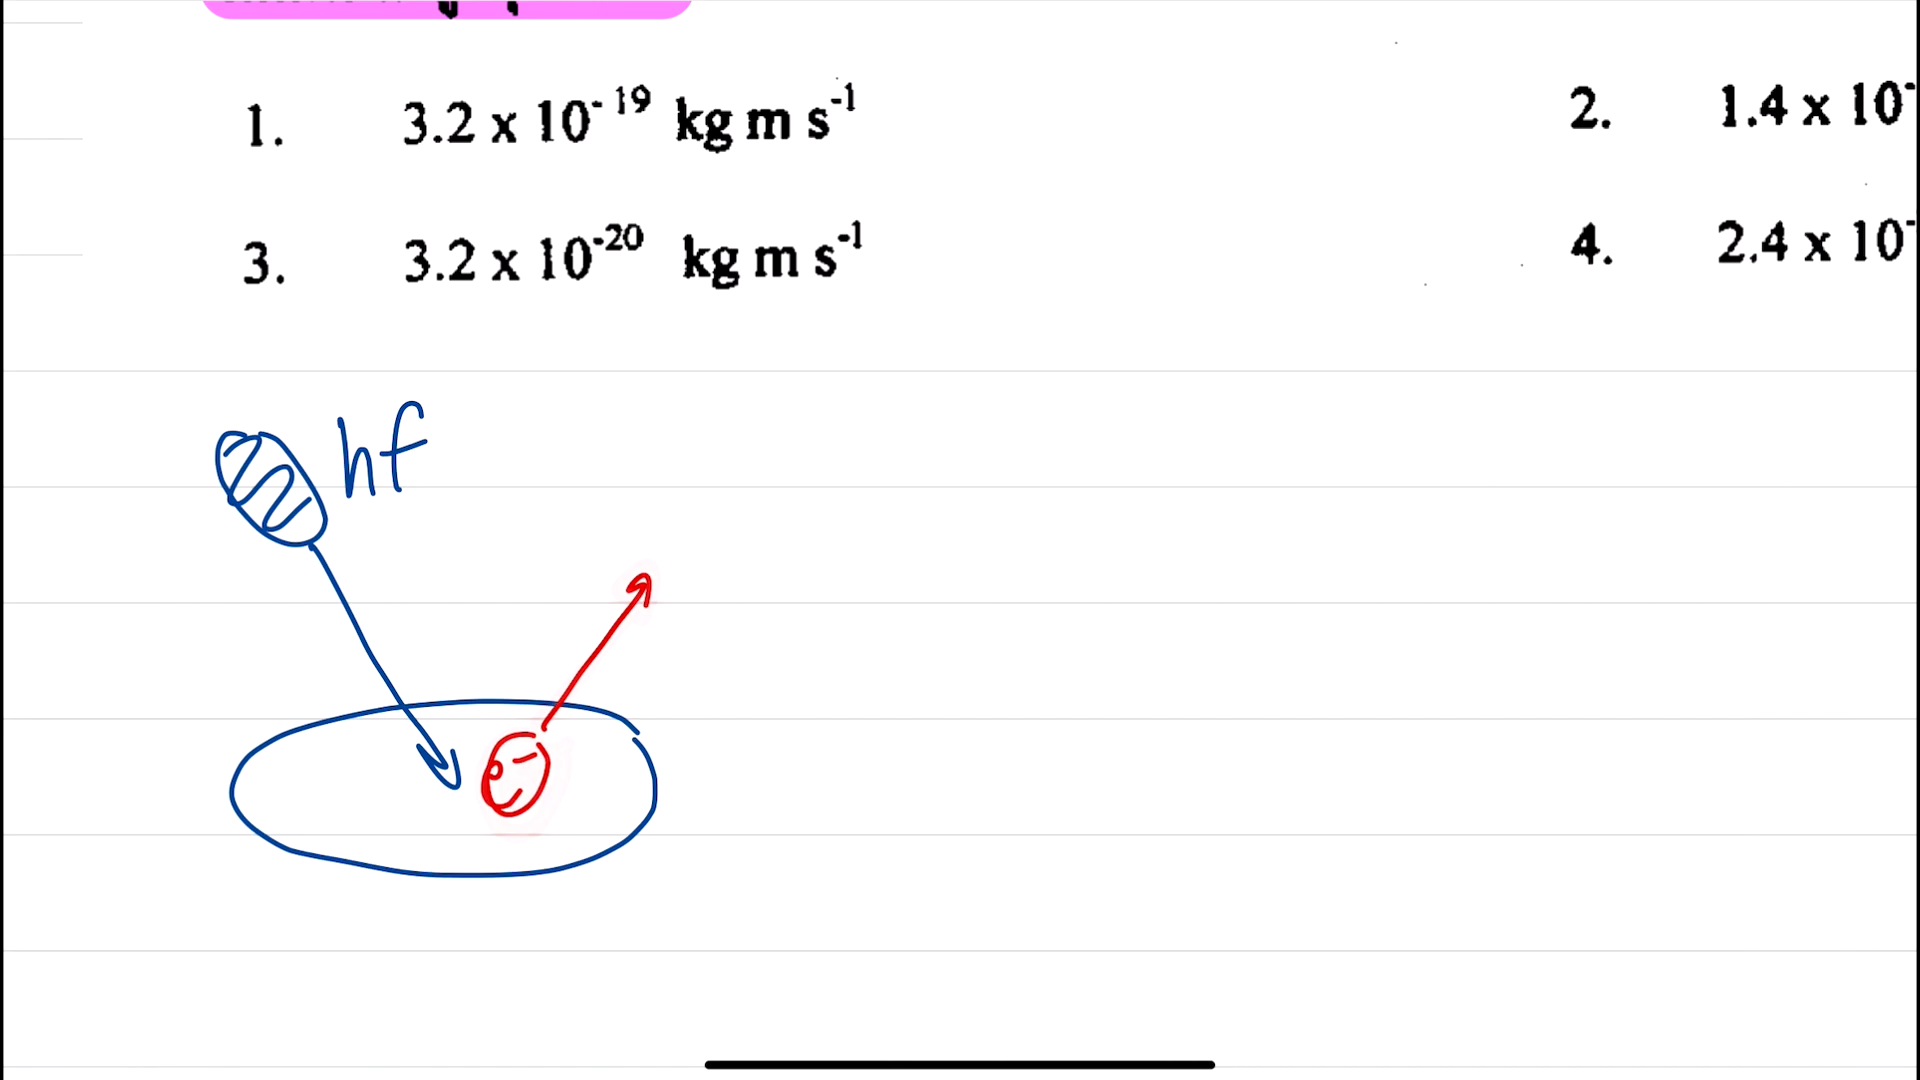 1. 3.2 x 10⁻¹⁹ kg m s⁻¹ 2. 1.4 x 10⁻
3. 3.2 x 10⁻²⁰ kg m s⁻¹ 4. 2.4 x 10⁻
hf
e-